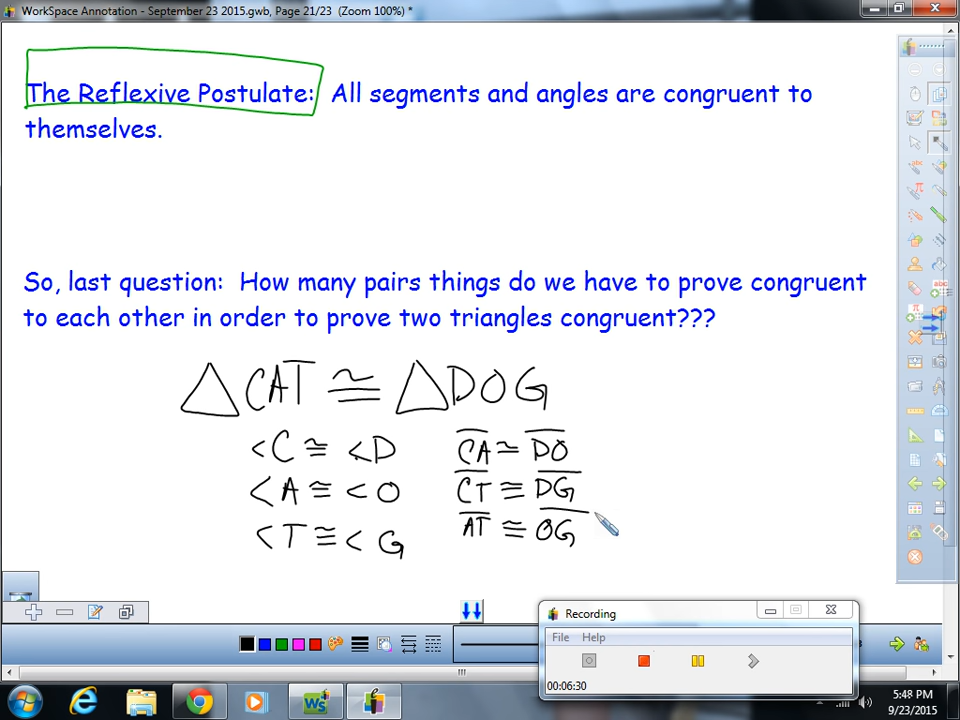 WorkSpace Annotation - September 23 2015.gwb, Page 21/23 (Zoom 100%) *
The Reflexive Postulate: All segments and angles are congruent to
themselves.
So, last question: How many pairs things do we have to prove congruent
to each other in order to prove two triangles congruent???
△CAT ≅ △DOG
<C ≅ <D
<A ≅ <O
<T ≅ <G
CA ≅ DO
CT ≅ DG
AT ≅ OG
Recording
File Help
00:06:30
5:48 PM
9/23/2015